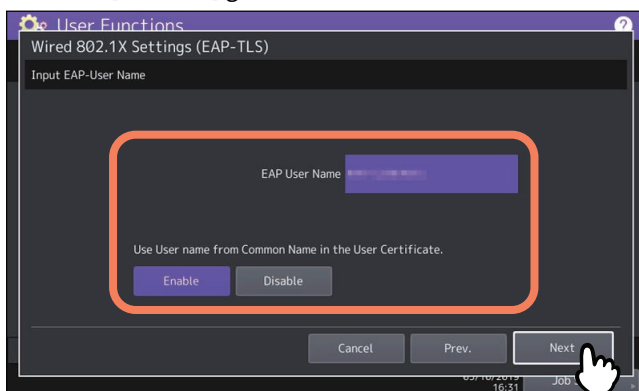 User Functions
?
Wired 802.1X Settings (EAP-TLS)
Input EAP-User Name
EAP User Name
Use User name from Common Name in the User Certificate.
Enable Disable
Cancel Prev. Next
16:31
Job